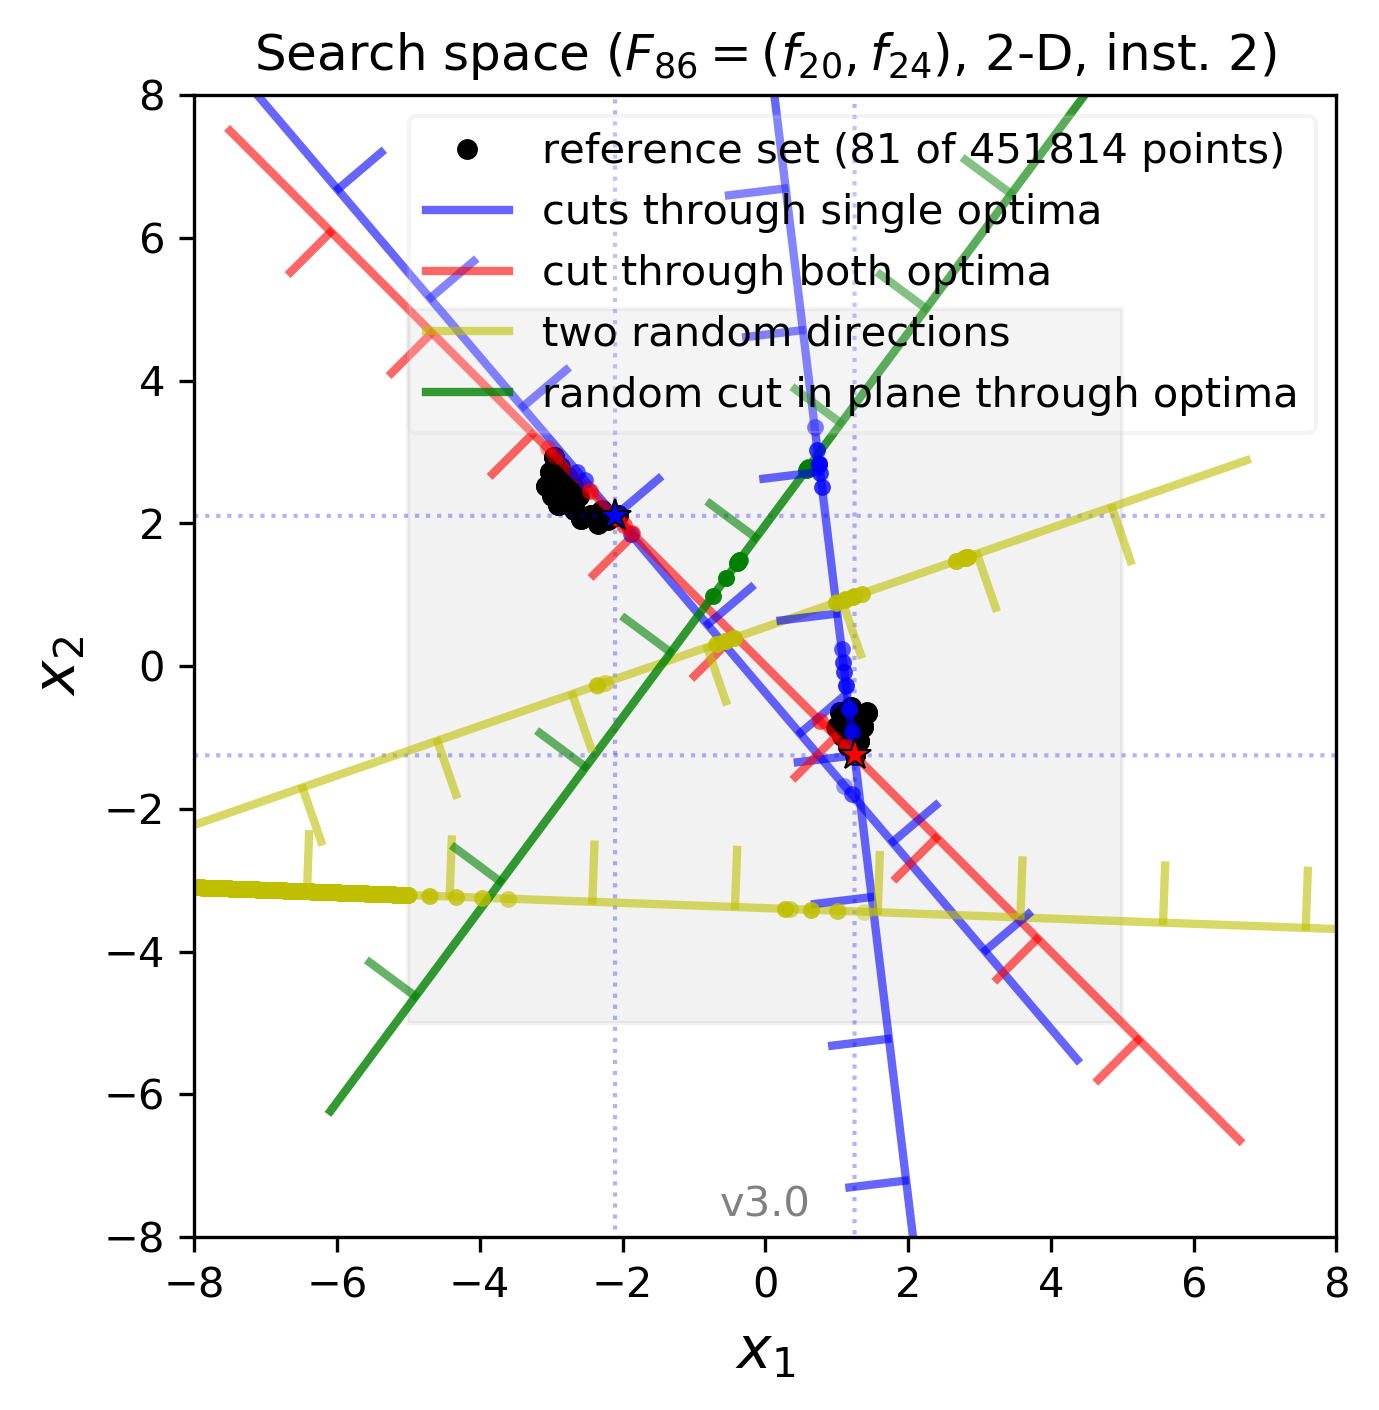 Search space (F₈₆ = (f₂₀, f₂₄), 2-D, inst. 2)
8
6
4
2
0
−2
−4
−6
−8
x₂
reference set (81 of 451814 points)
cuts through single optima
cut through both optima
two random directions
random cut in plane through optima
v3.0
−8 −6 −4 −2 0 2 4 6 8
x₁